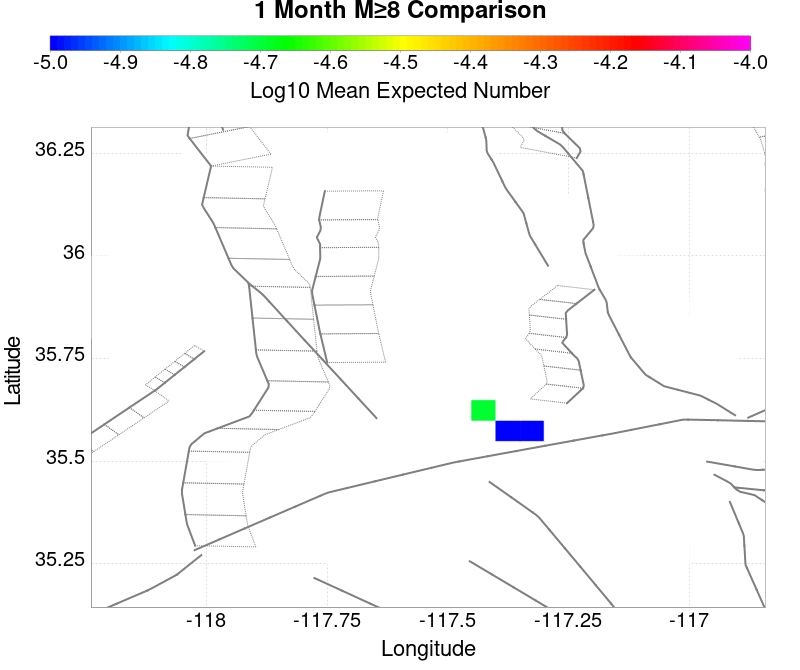 1 Month M≥8 Comparison
-5.0 -4.9 -4.8 -4.7 -4.6 -4.5 -4.4 -4.3 -4.2 -4.1 -4.0
Log10 Mean Expected Number
36.25
36
35.75
35.5
35.25
Latitude
-118 -117.75 -117.5 -117.25 -117
Longitude